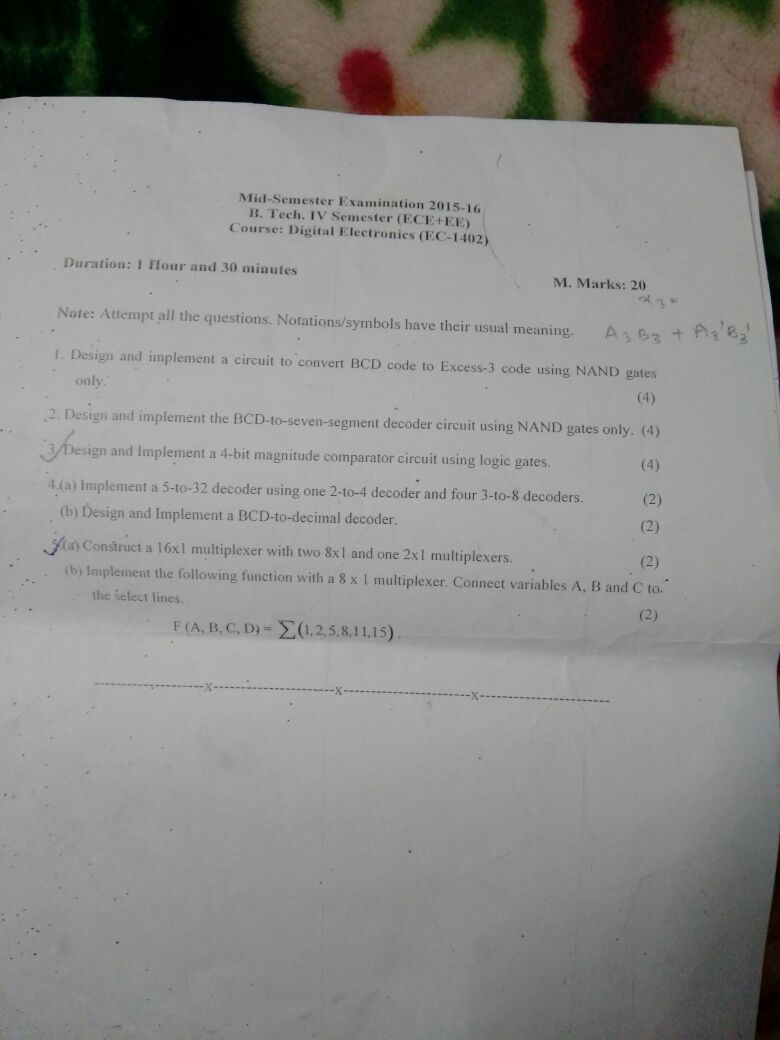 Mid-Semester Examination 2015-16
B. Tech. IV Semester (ECE+EE)
Course: Digital Electronics (EC-1402)
Duration: 1 Hour and 30 minutes
M. Marks: 20
x3 =
Note: Attempt all the questions. Notations/symbols have their usual meaning.
A3 B3 + A3' B3'
1. Design and implement a circuit to convert BCD code to Excess-3 code using NAND gates
only.
(4)
2. Design and implement the BCD-to-seven-segment decoder circuit using NAND gates only. (4)
3. Design and Implement a 4-bit magnitude comparator circuit using logic gates. (4)
4.(a) Implement a 5-to-32 decoder using one 2-to-4 decoder and four 3-to-8 decoders. (2)
(b) Design and Implement a BCD-to-decimal decoder. (2)
5.(a) Construct a 16x1 multiplexer with two 8x1 and one 2x1 multiplexers. (2)
(b) Implement the following function with a 8 x 1 multiplexer. Connect variables A, B and C to
the select lines. (2)
F (A, B, C, D) = ∑(1,2,5,8,11,15).
--------------------X----------------------X-----------------------X-----------------------